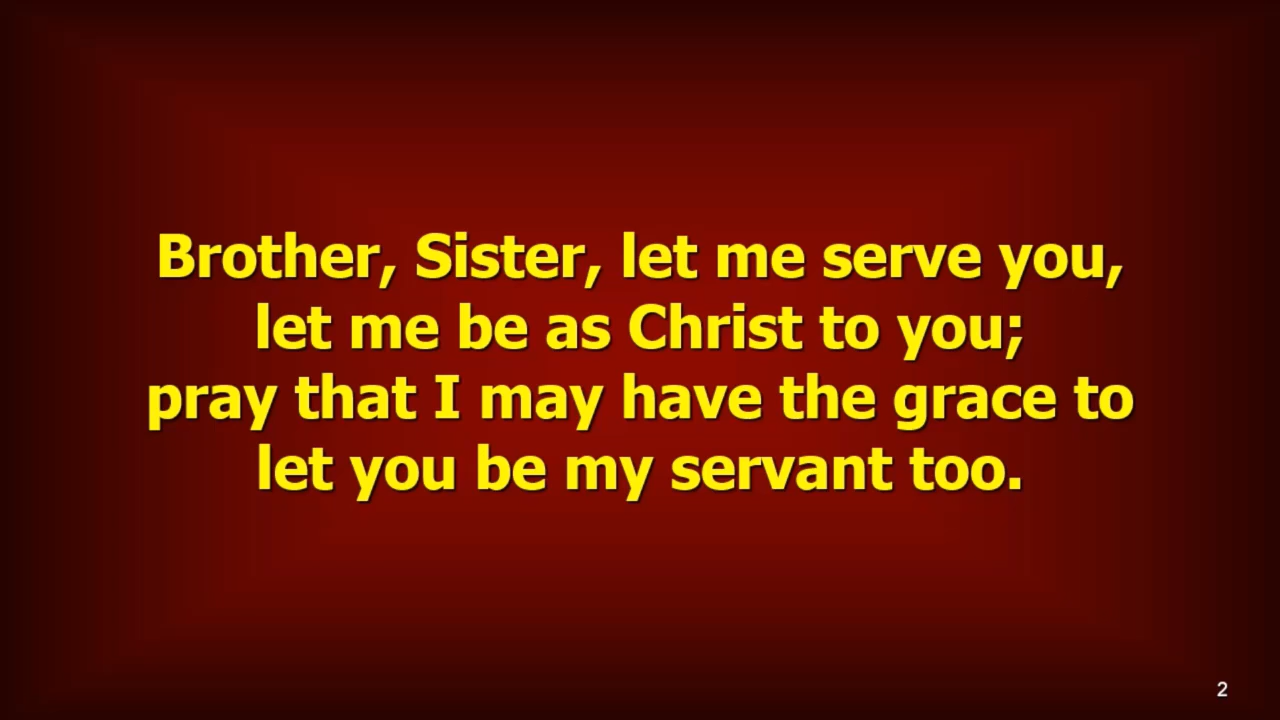 Brother, Sister, let me serve you,
let me be as Christ to you;
pray that I may have the grace to
let you be my servant too.
2